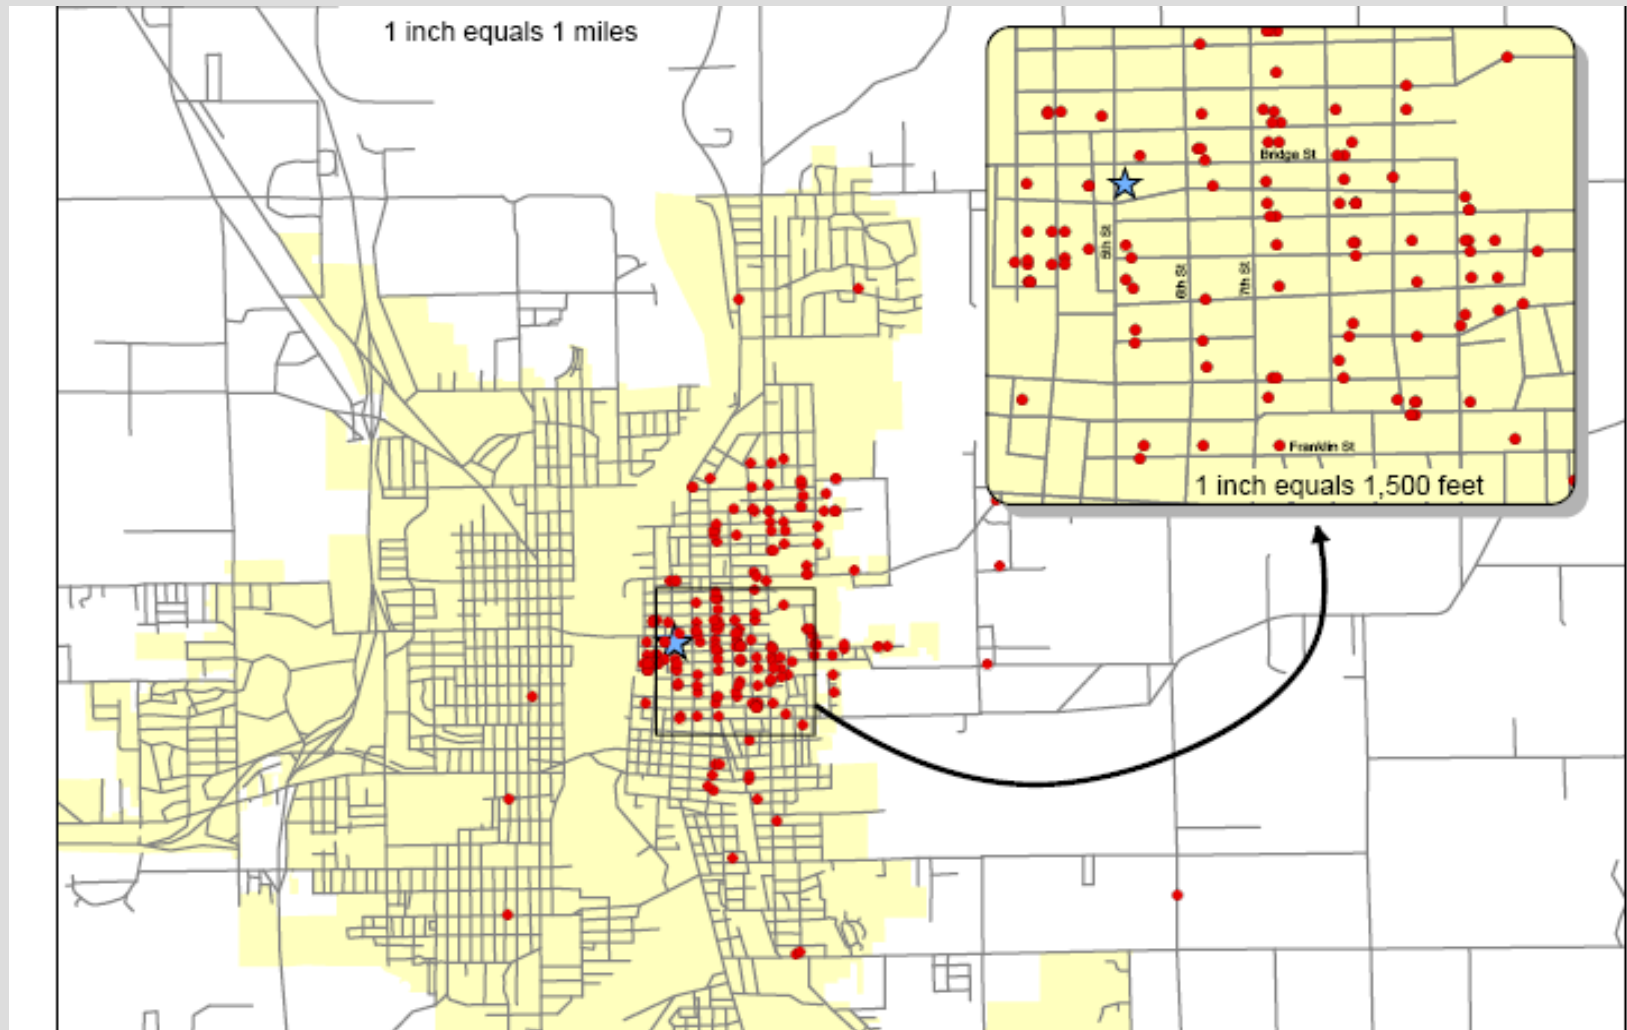 1 inch equals 1 miles
Bridge St
5th St
6th St
7th St
Franklin St
1 inch equals 1,500 feet